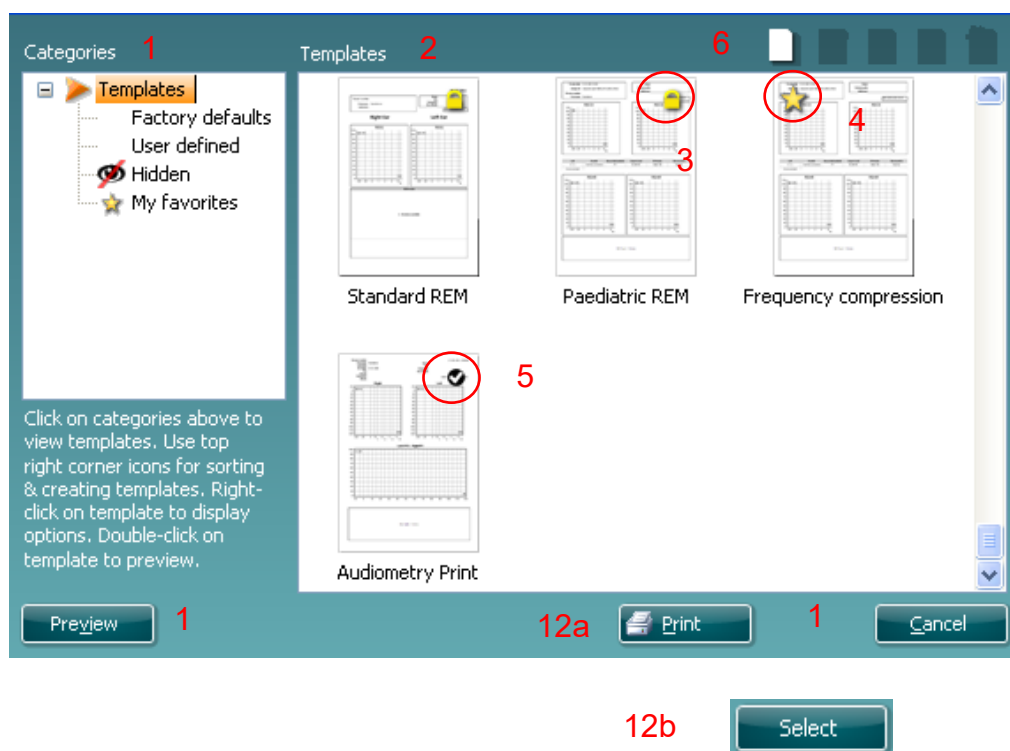 Categories 1
Templates 2
6
Templates
Factory defaults
User defined
Hidden
My favorites
3
4
Standard REM
Paediatric REM
Frequency compression
5
Audiometry Print
Click on categories above to
view templates. Use top
right corner icons for sorting
& creating templates. Right-
click on template to display
options. Double-click on
template to preview.
Preview 1
12a Print
1 Cancel
12b Select